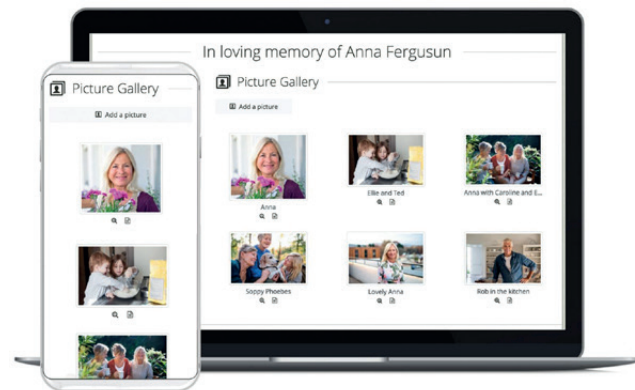 Picture Gallery
Add a picture
In loving memory of Anna Fergusun
Picture Gallery
Add a picture
Anna
Ellie and Ted
Anna with Caroline and E...
Soppy Phoebes
Lovely Anna
Rob in the kitchen